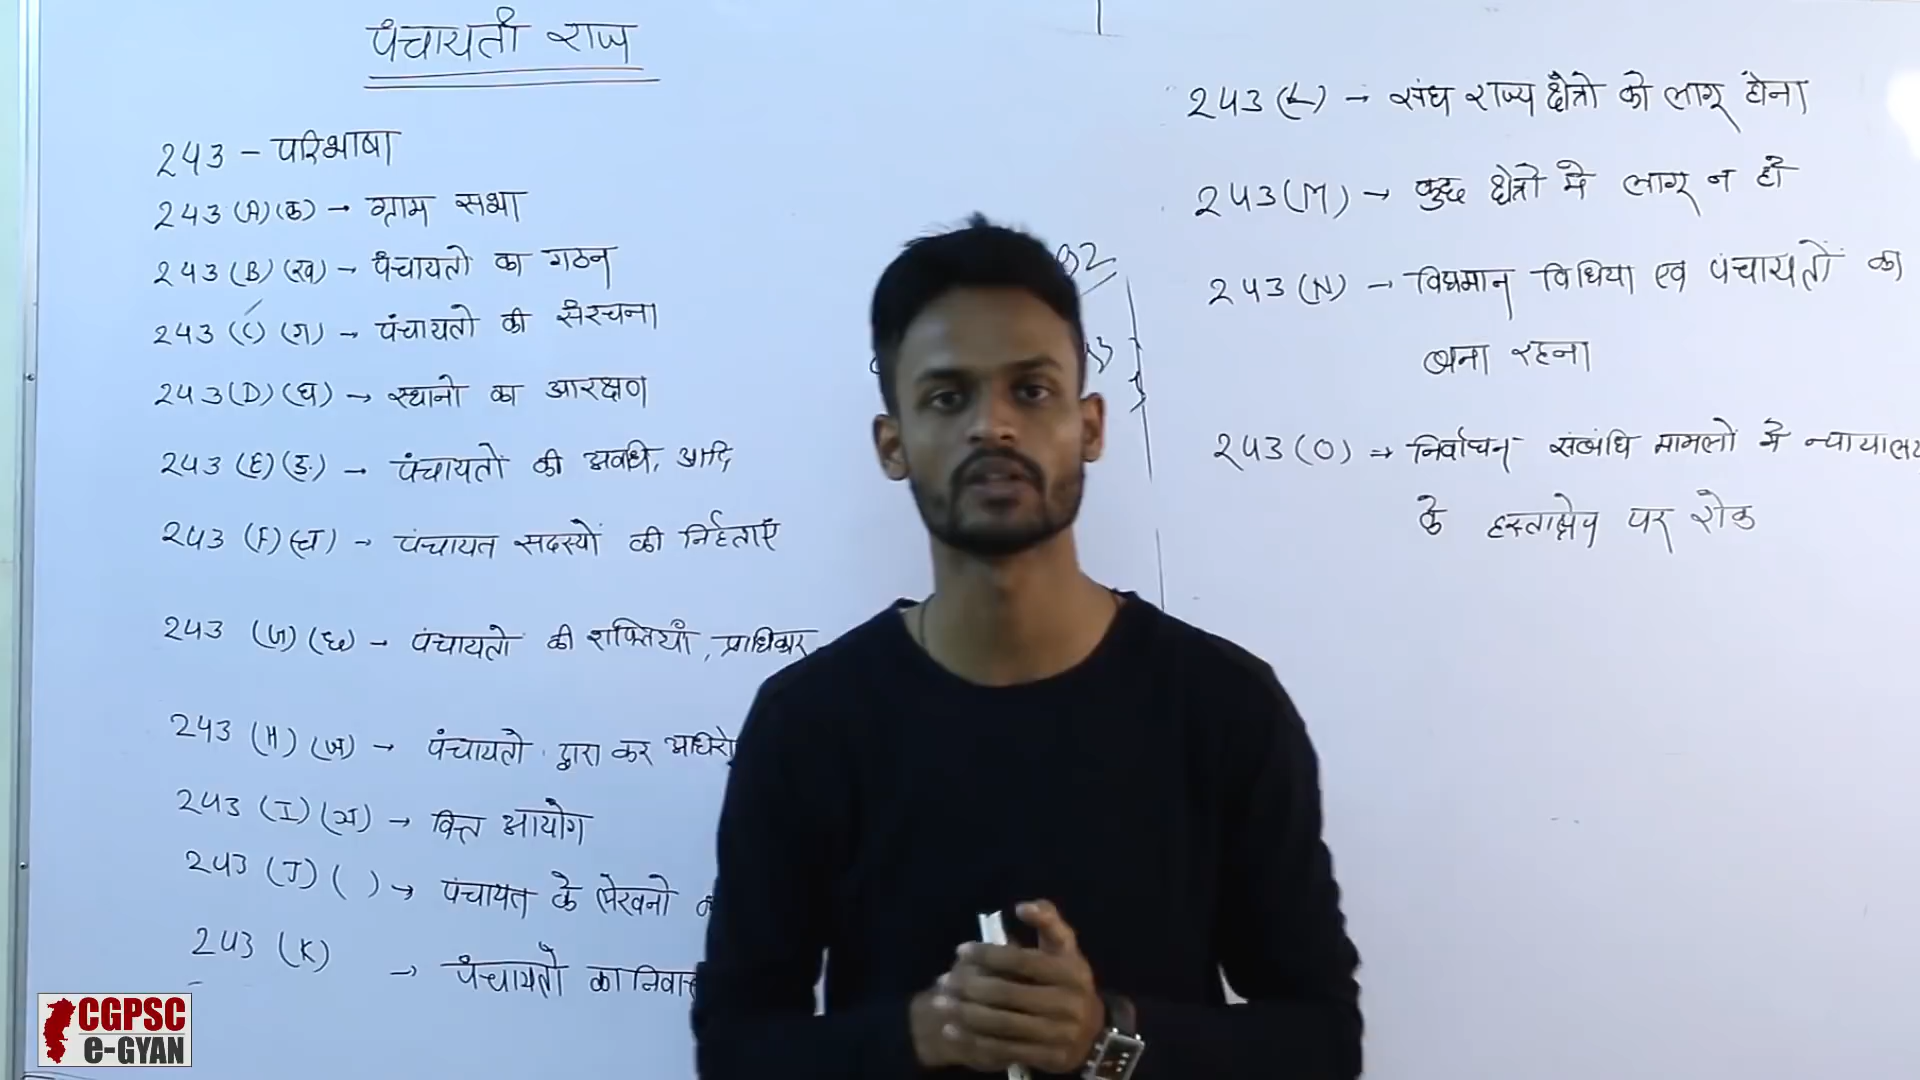 पंचायती राज
243 – परिभाषा
243 (A) (क) → ग्राम सभा
243 (B) (ख) → पंचायतो का गठन
243 (C) (ग) → पंचायतो की संरचना
243 (D) (घ) → स्थानो का आरक्षण
243 (E) (ङ) → पंचायतो की अवधि, आदि
243 (F) (च) → पंचायत सदस्यों की निर्हताएं
243 (छ) → पंचायतो की शक्तियाँ, प्राधिकार
243 (H) (ज) → पंचायतो द्वारा कर
243 (I) (झ) → वित्त आयोग
243 (J) ( ) → पंचायत के लेखनो
243 (K) → पंचायतो का
243 (L) → संघ राज्य क्षेत्रो को लागू होना
243 (M) → कुछ क्षेत्रो मे लागू न हो
243 (N) → विघमान विधिया एव पंचायतों का
बना रहना
243 (O) → निर्वाचन संबंधि मामलो मे न्यायालय
के हस्ताक्षेप पर रोक
CGPSC
e-GYAN